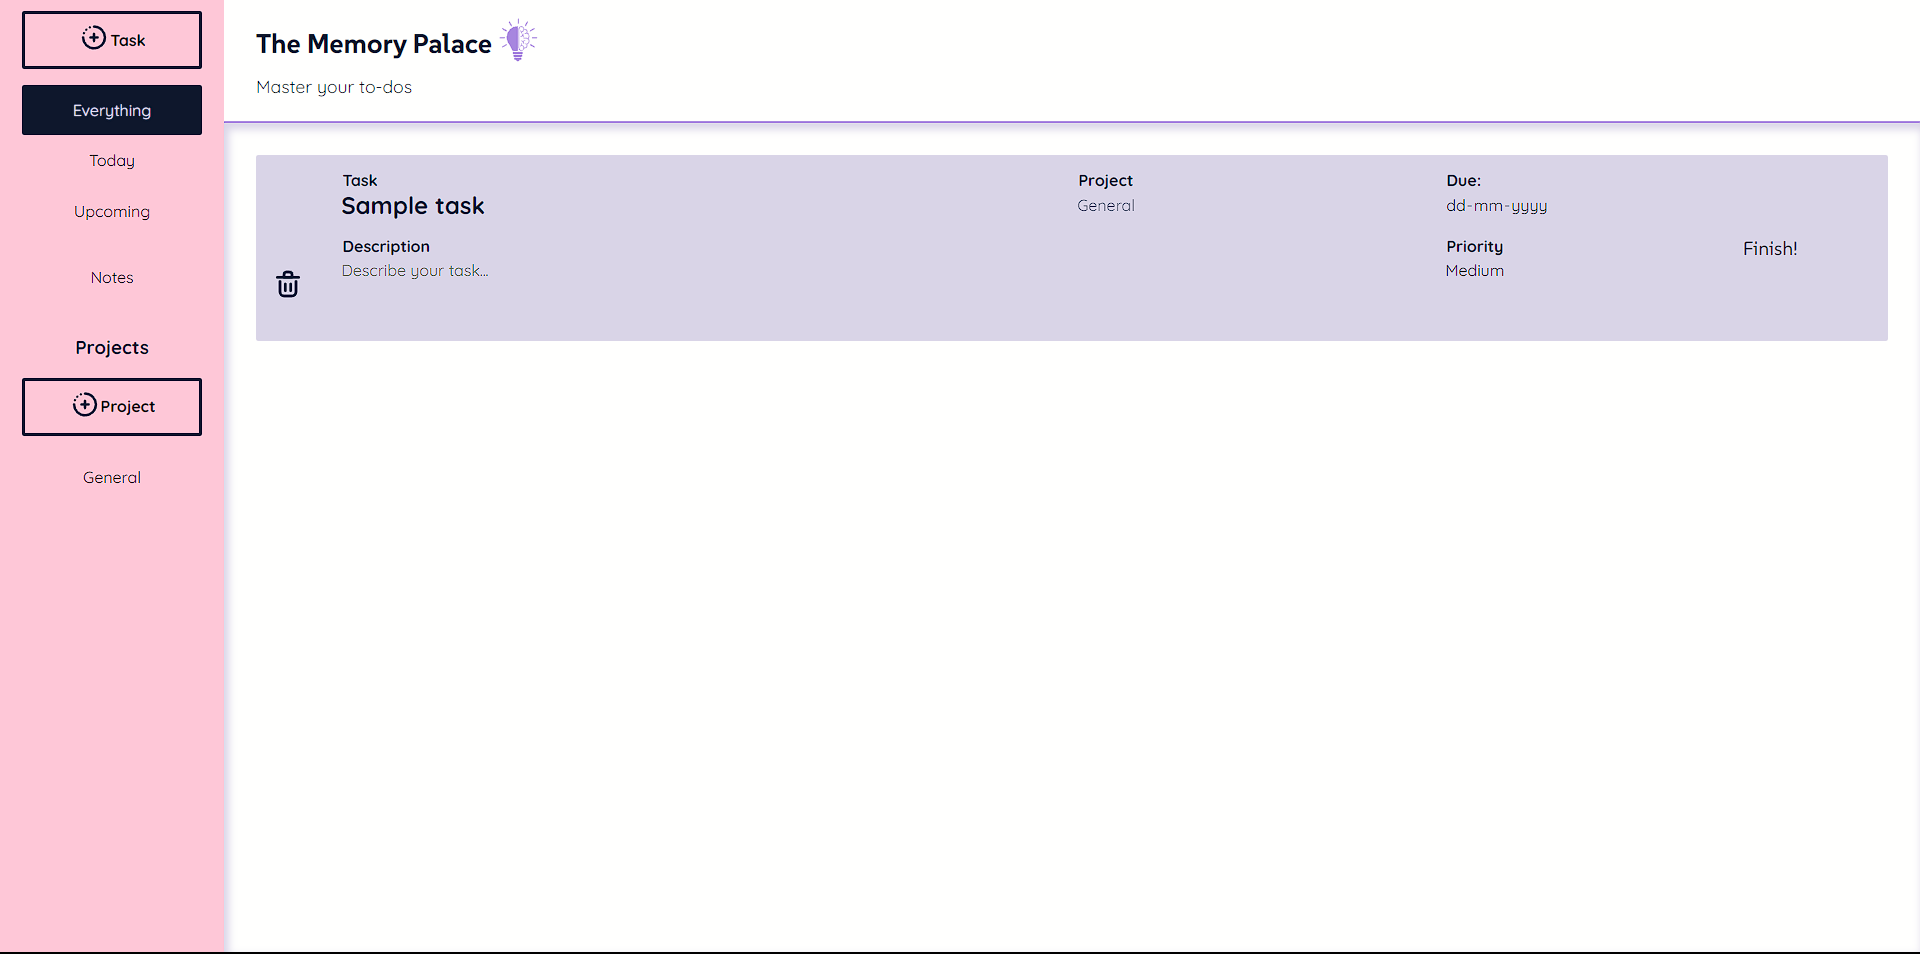 Task
Everything
Today
Upcoming
Notes
Projects
Project
General
The Memory Palace
Master your to-dos
Task
Sample task
Description
Describe your task...
Project
General
Due:
dd-mm-yyyy
Priority
Medium
Finish!